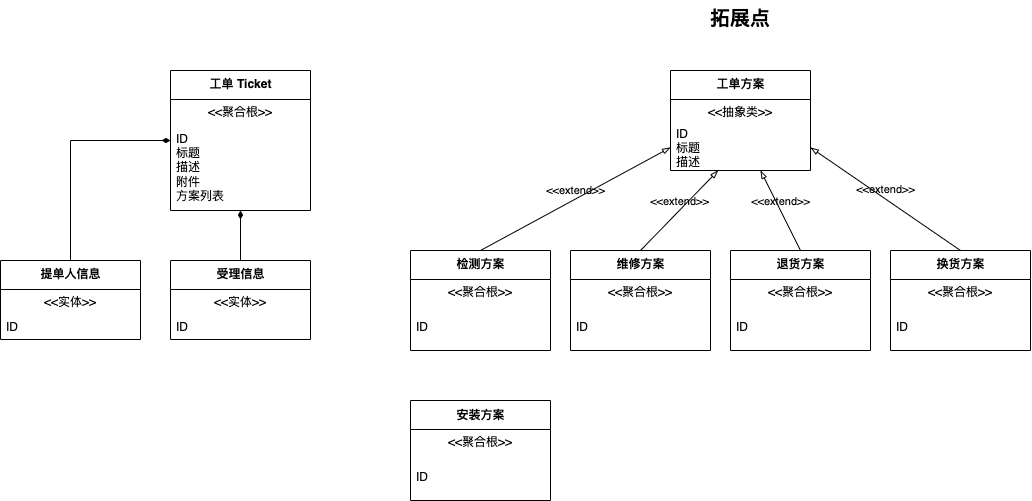 拓展点
工单 Ticket
<<聚合根>>
ID
标题
描述
附件
方案列表
提单人信息
<<实体>>
ID
受理信息
<<实体>>
ID
工单方案
<<抽象类>>
ID
标题
描述
<<extend>>
<<extend>>
<<extend>>
<<extend>>
检测方案
<<聚合根>>
ID
维修方案
<<聚合根>>
ID
退货方案
<<聚合根>>
ID
换货方案
<<聚合根>>
ID
安装方案
<<聚合根>>
ID